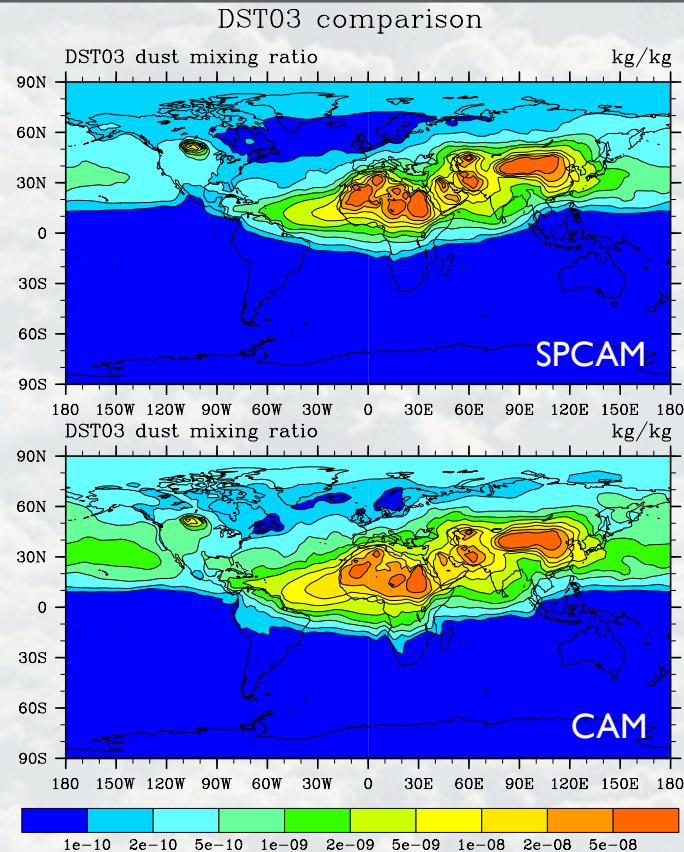 DST03 comparison
DST03 dust mixing ratio kg/kg
90N
60N
30N
0
30S
60S
90S
SPCAM
180 150W 120W 90W 60W 30W 0 30E 60E 90E 120E 150E 180
DST03 dust mixing ratio kg/kg
90N
60N
30N
0
30S
60S
90S
CAM
180 150W 120W 90W 60W 30W 0 30E 60E 90E 120E 150E 180
1e-10 2e-10 5e-10 1e-09 2e-09 5e-09 1e-08 2e-08 5e-08